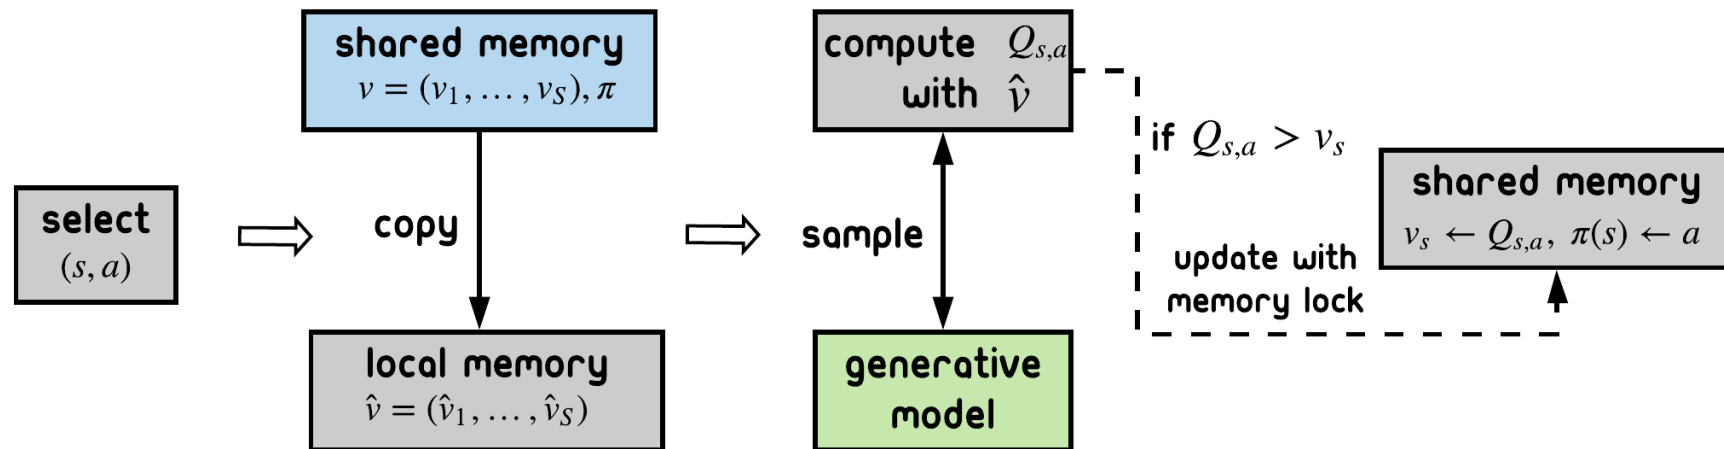 select
(s, a)
shared memory
v = (v₁, …, v_S), π
copy
local memory
v̂ = (v̂₁, …, v̂_S)
compute Q_{s,a}
with v̂
sample
generative
model
if Q_{s,a} > v_s
update with
memory lock
shared memory
v_s ← Q_{s,a}, π(s) ← a